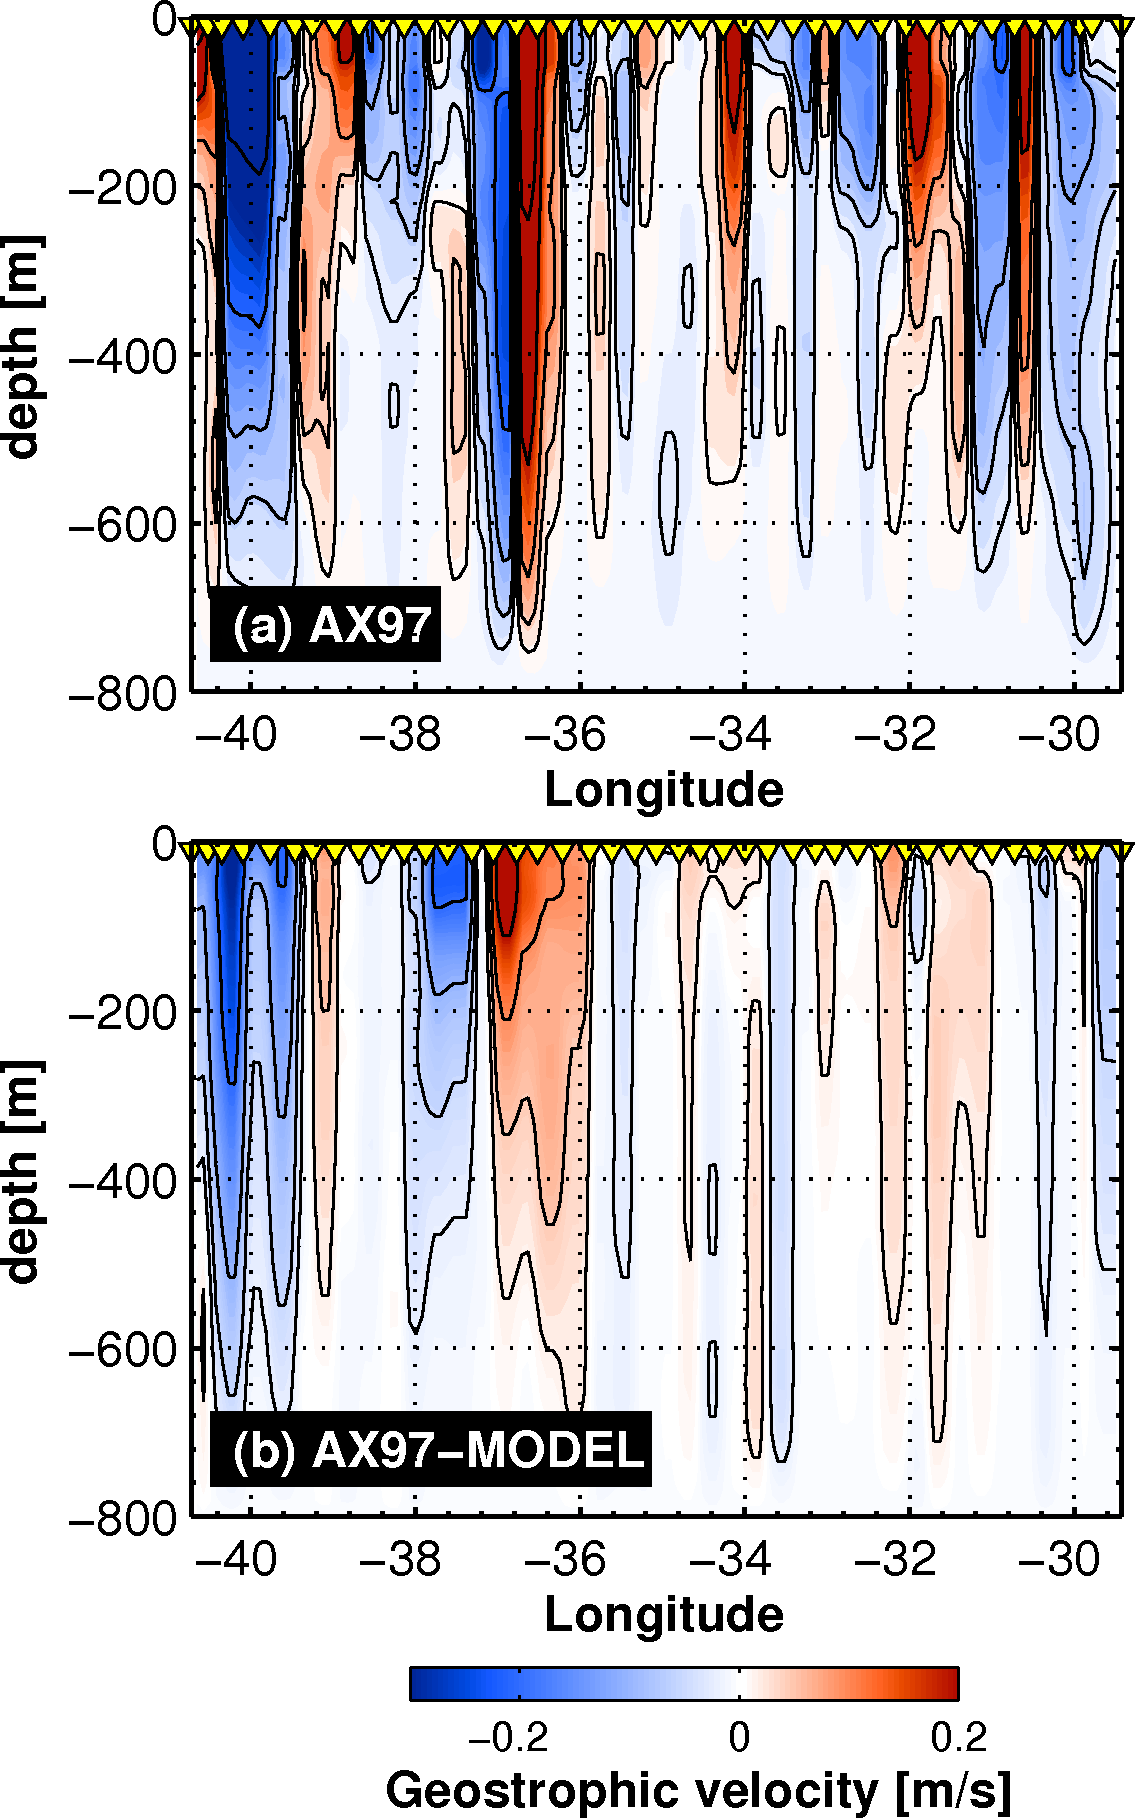 0
−200
−400
−600
−800
depth [m]
(a) AX97
−40 −38 −36 −34 −32 −30
Longitude
0
−200
−400
−600
−800
depth [m]
(b) AX97−MODEL
−40 −38 −36 −34 −32 −30
Longitude
−0.2 0 0.2
Geostrophic velocity [m/s]